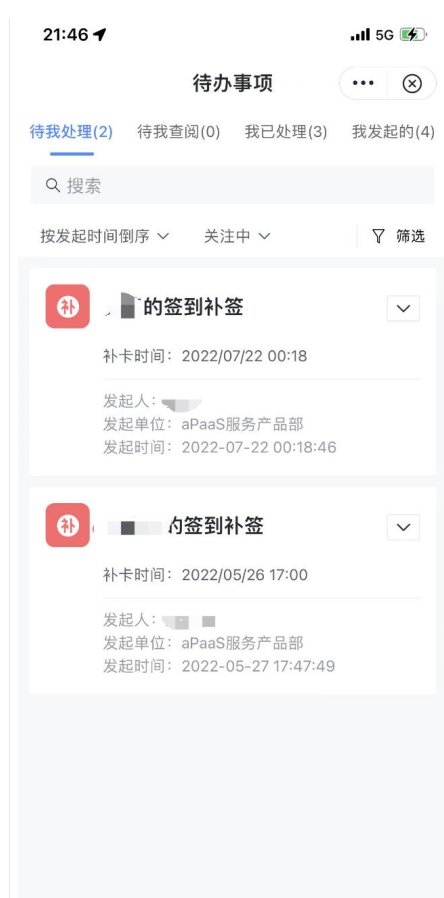 21:46
5G
待办事项
待我处理(2) 待我查阅(0) 我已处理(3) 我发起的(4)
搜索
按发起时间倒序 关注中 筛选
补 的签到补签
补卡时间：2022/07/22 00:18
发起人：
发起单位：aPaaS服务产品部
发起时间：2022-07-22 00:18:46
补 的签到补签
补卡时间：2022/05/26 17:00
发起人：
发起单位：aPaaS服务产品部
发起时间：2022-05-27 17:47:49